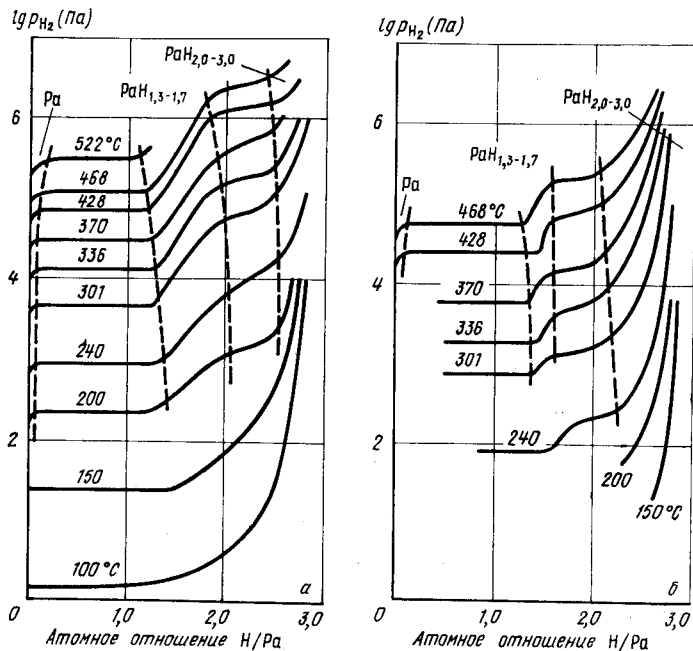 lg pH₂ (Па)
PaH₂,₀₋₃,₀
PaH₁,₃₋₁,₇
Pa
6
4
2
0
522°C
468
428
370
336
301
240
200
150
100°C
а
1,0
2,0
3,0
Атомное отношение H/Pa
lg pH₂ (Па)
PaH₂,₀₋₃,₀
PaH₁,₃₋₁,₇
Pa
6
4
2
0
468°C
428
370
336
301
240
200
150°C
б
1,0
2,0
3,0
Атомное отношение H/Pa